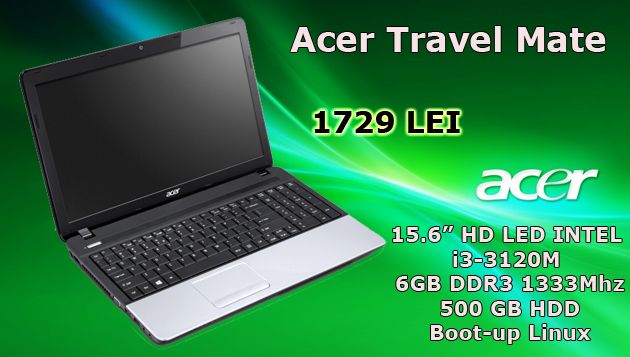 Acer Travel Mate
1729 LEI
acer
acer
15.6” HD LED INTEL
i3-3120M
6GB DDR3 1333Mhz
500 GB HDD
Boot-up Linux